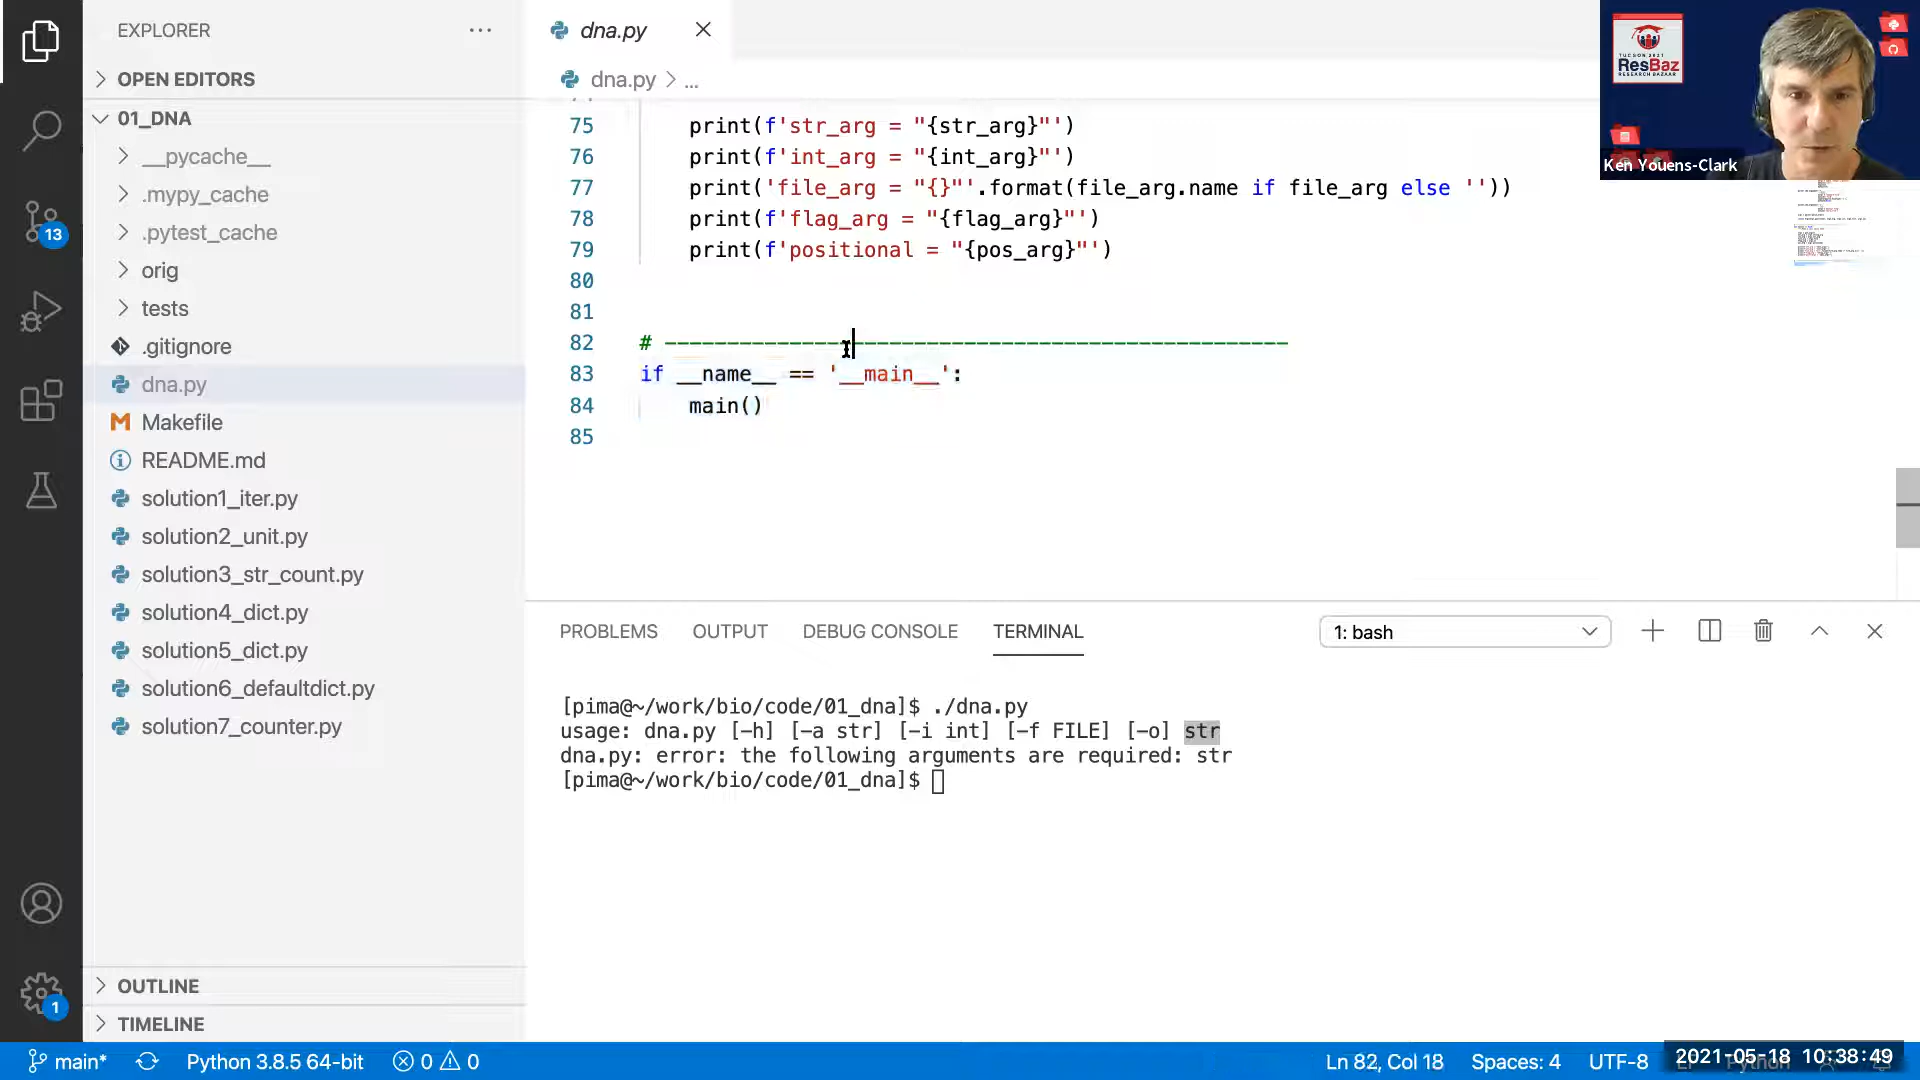 EXPLORER
OPEN EDITORS
01_DNA
__pycache__
.mypy_cache
.pytest_cache
orig
tests
.gitignore
dna.py
Makefile
README.md
solution1_iter.py
solution2_unit.py
solution3_str_count.py
solution4_dict.py
solution5_dict.py
solution6_defaultdict.py
solution7_counter.py
OUTLINE
TIMELINE
13
1
dna.py
dna.py > ...
75 print(f'str_arg = "{str_arg}"')
76 print(f'int_arg = "{int_arg}"')
77 print('file_arg = "{}"'.format(file_arg.name if file_arg else ''))
78 print(f'flag_arg = "{flag_arg}"')
79 print(f'positional = "{pos_arg}"')
80
81
82 # --------------------------------------------------
83 if __name__ == '__main__':
84 main()
85
TUCSON 2021
ResBaz
RESEARCH BAZAAR
Ken Youens-Clark
PROBLEMS OUTPUT DEBUG CONSOLE TERMINAL 1: bash
[pima@~/work/bio/code/01_dna]$ ./dna.py
usage: dna.py [-h] [-a str] [-i int] [-f FILE] [-o] str
dna.py: error: the following arguments are required: str
[pima@~/work/bio/code/01_dna]$
main* Python 3.8.5 64-bit 0 0 Ln 82, Col 18 Spaces: 4 UTF-8 LF Python
2021-05-18 10:38:49